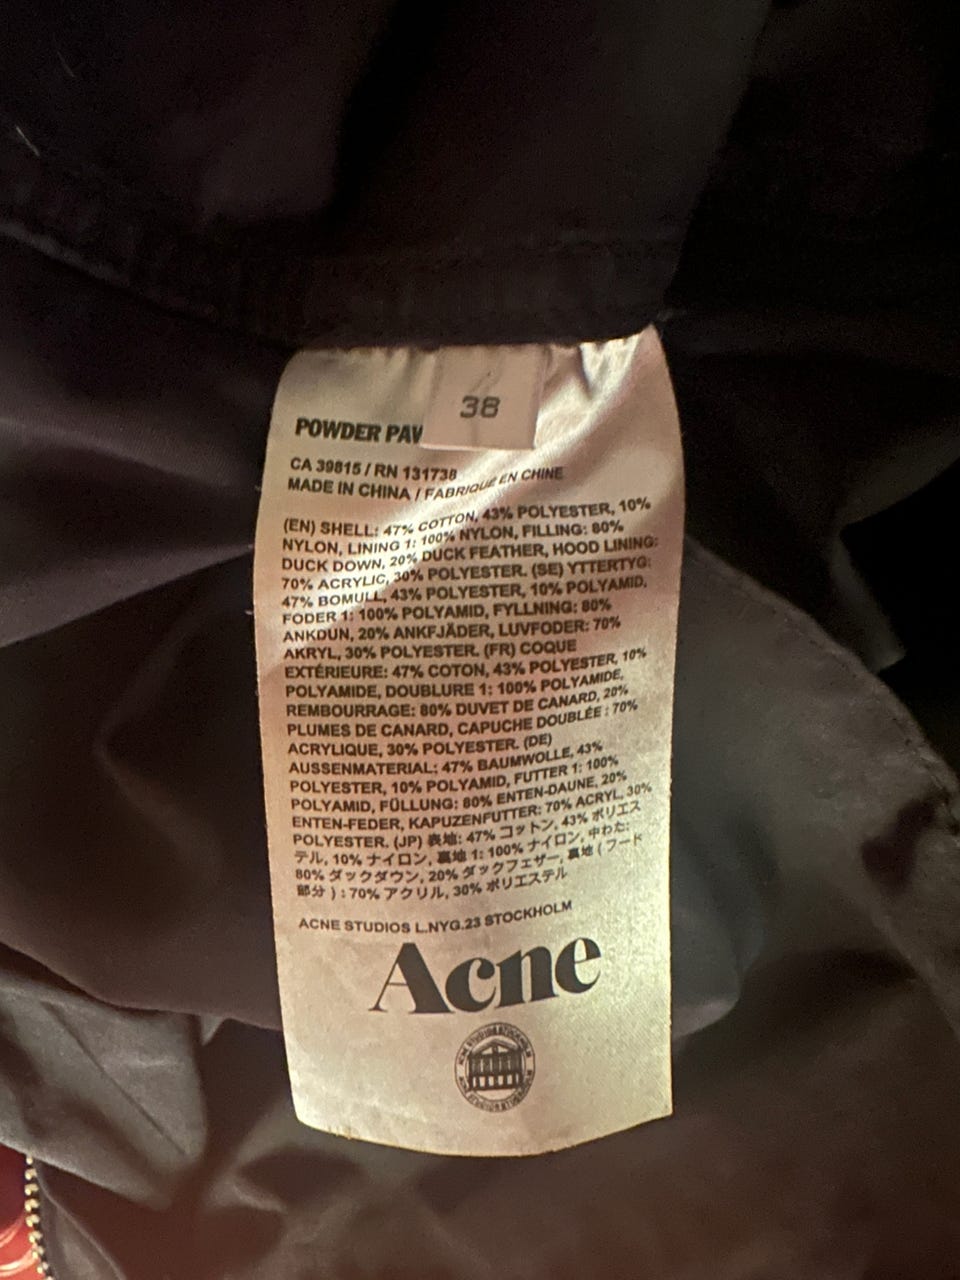 38
POWDER PAV
CA 39815 / RN 131738
MADE IN CHINA / FABRIQUÉ EN CHINE
(EN) SHELL: 47% COTTON, 43% POLYESTER, 10%
NYLON, LINING 1: 100% NYLON, FILLING: 80%
DUCK DOWN, 20% DUCK FEATHER, HOOD LINING:
70% ACRYLIC, 30% POLYESTER. (SE) YTTERTYG:
47% BOMULL, 43% POLYESTER, 10% POLYAMID,
FODER 1: 100% POLYAMID, FYLLNING: 80%
ANKDUN, 20% ANKFJÄDER, LUVFODER: 70%
AKRYL, 30% POLYESTER. (FR) COQUE
EXTÉRIEURE: 47% COTON, 43% POLYESTER, 10%
POLYAMIDE, DOUBLURE 1: 100% POLYAMIDE,
REMBOURRAGE: 80% DUVET DE CANARD, 20%
PLUMES DE CANARD, CAPUCHE DOUBLÉE : 70%
ACRYLIQUE, 30% POLYESTER. (DE)
AUSSENMATERIAL: 47% BAUMWOLLE, 43%
POLYESTER, 10% POLYAMID, FUTTER 1: 100%
POLYAMID, FÜLLUNG: 80% ENTEN-DAUNE, 20%
ENTEN-FEDER, KAPUZENFUTTER: 70% ACRYL, 30%
POLYESTER. (JP) 表地: 47% コットン, 43% ポリエス
テル, 10% ナイロン, 裏地 1: 100% ナイロン, 中わた:
80% ダックダウン, 20% ダックフェザー, 裏地 ( フード
部分 ) : 70% アクリル, 30% ポリエステル
ACNE STUDIOS L.NYG.23 STOCKHOLM
Acne
ACNE STUDIOS STOCKHOLM
ACNE STUDIOS STOCKHOLM